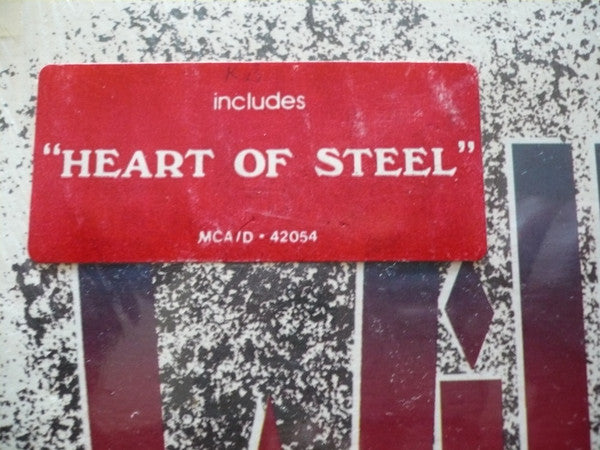 includes
“HEART OF STEEL”
MCA/D • 42054